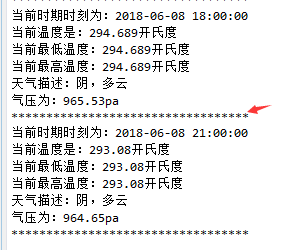 **********************************
当前时期时刻为：2018-06-08 18:00:00
当前温度是：294.689开氏度
当前最低温度：294.689开氏度
当前最高温度：294.689开氏度
天气描述：阴，多云
气压为：965.53pa
**********************************
当前时期时刻为：2018-06-08 21:00:00
当前温度是：293.08开氏度
当前最低温度：293.08开氏度
当前最高温度：293.08开氏度
天气描述：阴，多云
气压为：964.65pa
**********************************